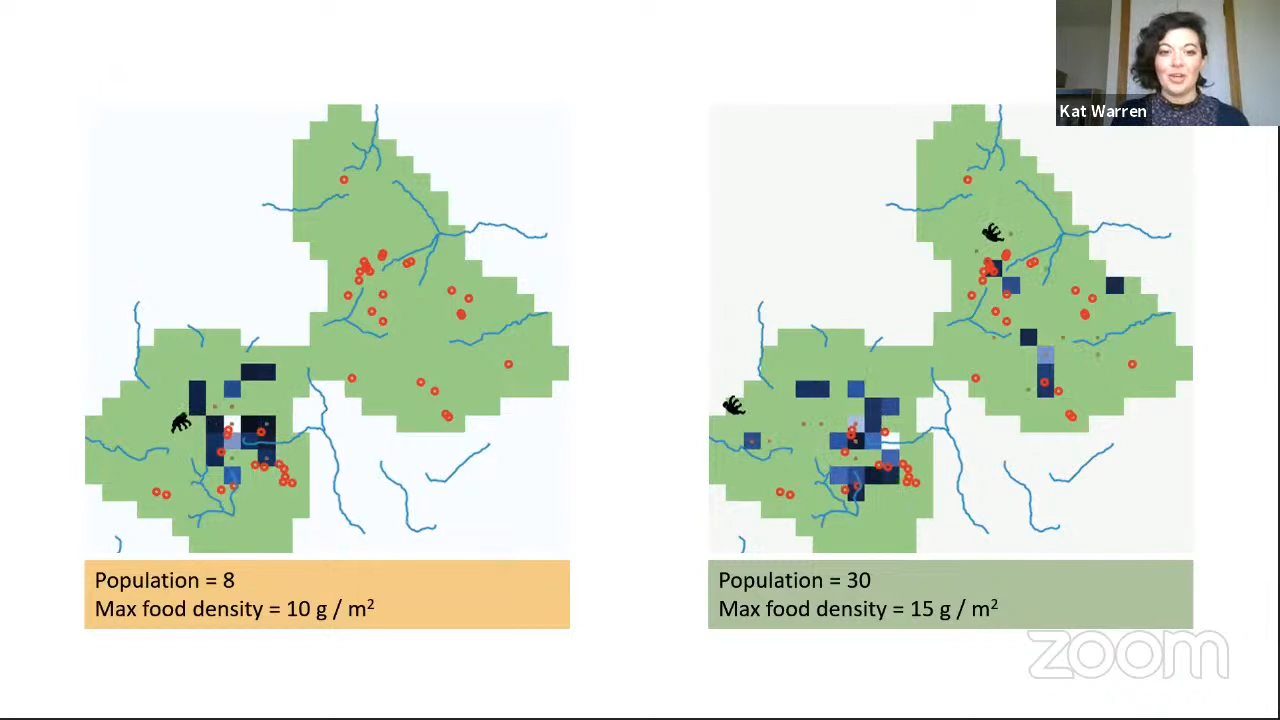 Kat Warren
Population = 8
Max food density = 10 g / m²
Population = 30
Max food density = 15 g / m²
zoom